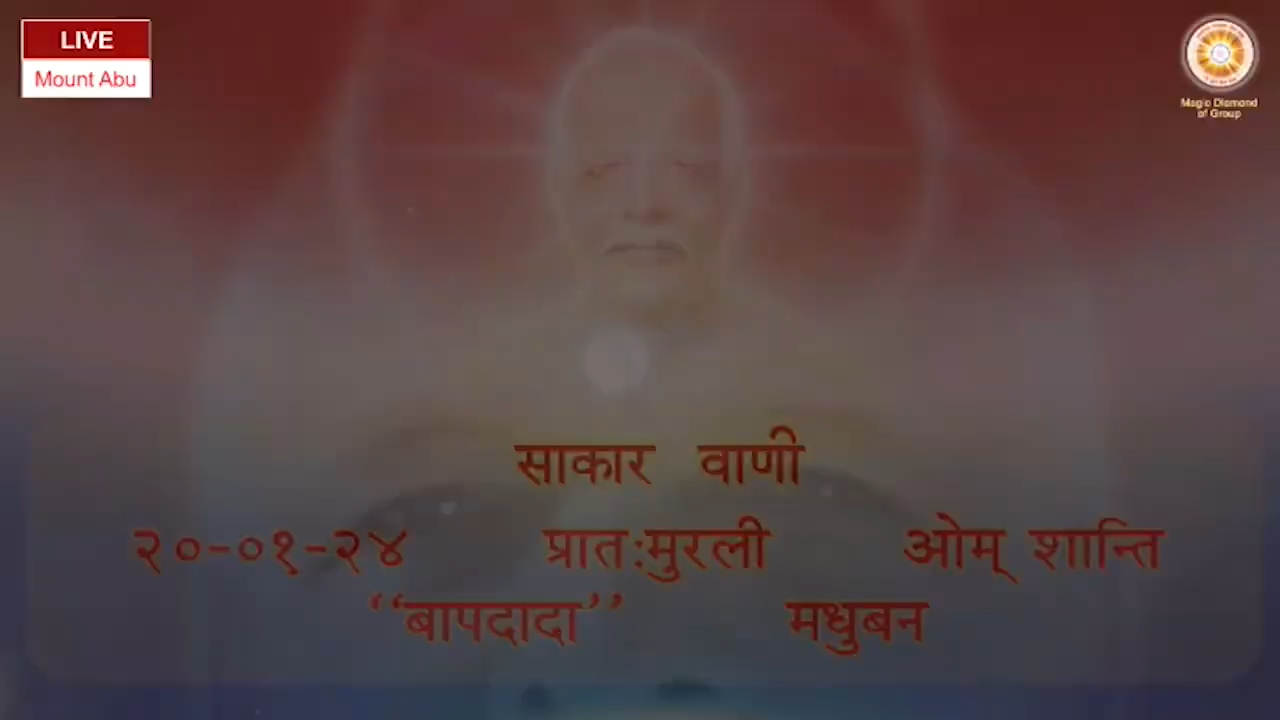 LIVE
Mount Abu
Magic Diamond
of Group
साकार वाणी
२०-०१-२४ प्रात:मुरली ओम् शान्ति
‘‘बापदादा’’ मधुबन